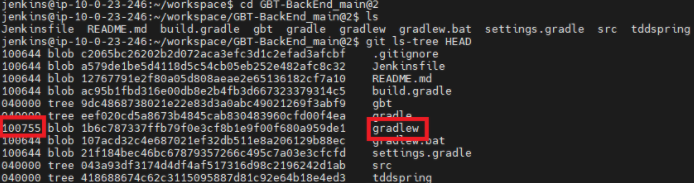 jenkins@ip-10-0-23-246:~/workspace$ cd GBT-BackEnd_main@2
jenkins@ip-10-0-23-246:~/workspace/GBT-BackEnd_main@2$ ls
Jenkinsfile README.md build.gradle gbt gradle gradlew gradlew.bat settings.gradle src tddspring
jenkins@ip-10-0-23-246:~/workspace/GBT-BackEnd_main@2$ git ls-tree HEAD
100644 blob c2065bc26202b2d072aca3efc3d1c2efad3afcbf .gitignore
100644 blob a579de1be5d4118d5c54cb05eb252e482afc8c32 Jenkinsfile
100644 blob 12767791e2f80a05d808aeae2e65136182cf7a10 README.md
100644 blob ac95b1fbd316e00db8e2b4fb3d667323379314c5 build.gradle
040000 tree 9dc4868738021e22e83d3a0abc49021269f3abf9 gbt
040000 tree eef020cd5a8673b4845cab830483960cfd00f4ea gradle
100755 blob 1b6c787337ffb79f0e3cf8b1e9f00f680a959de1 gradlew
100644 blob 107acd32c4e687021ef32db511e8a206129b88ec gradlew.bat
100644 blob 21f184bec46bc67879357266c495c7a03e3cfcfd settings.gradle
040000 tree 043a93df3174d4df4af517316d98c2196242d1ab src
040000 tree 418688674c62c3115095887d81c92e64b18e4ed3 tddspring